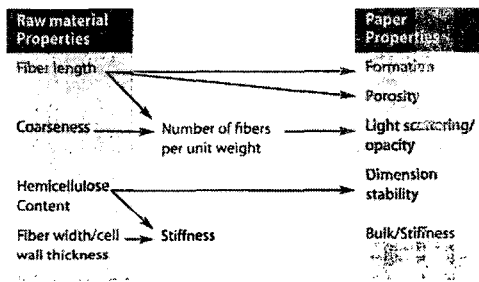 Raw material
Properties
Paper
Properties
Fiber length
Formation
Porosity
Coarseness
Number of fibers
per unit weight
Light scattering/
opacity
Hemicellulose
Content
Dimension
stability
Fiber width/cell
wall thickness
Stiffness
Bulk/Stiffness